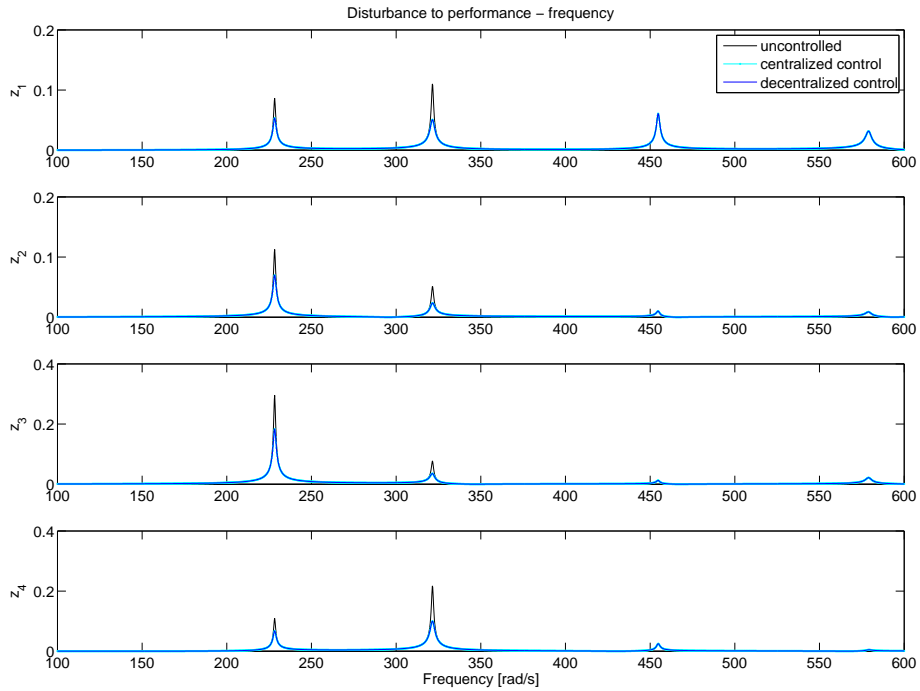 Disturbance to performance – frequency
0.2
0.1
0
z1
uncontrolled
centralized control
decentralized control
100 150 200 250 300 350 400 450 500 550 600
0.2
0.1
0
z2
100 150 200 250 300 350 400 450 500 550 600
0.4
0.2
0
z3
100 150 200 250 300 350 400 450 500 550 600
0.4
0.2
0
z4
100 150 200 250 300 350 400 450 500 550 600
Frequency [rad/s]